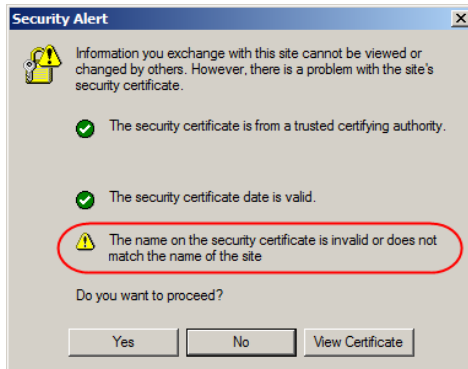 Security Alert
Information you exchange with this site cannot be viewed or
changed by others. However, there is a problem with the site's
security certificate.
The security certificate is from a trusted certifying authority.
The security certificate date is valid.
The name on the security certificate is invalid or does not
match the name of the site
Do you want to proceed?
Yes
No
View Certificate